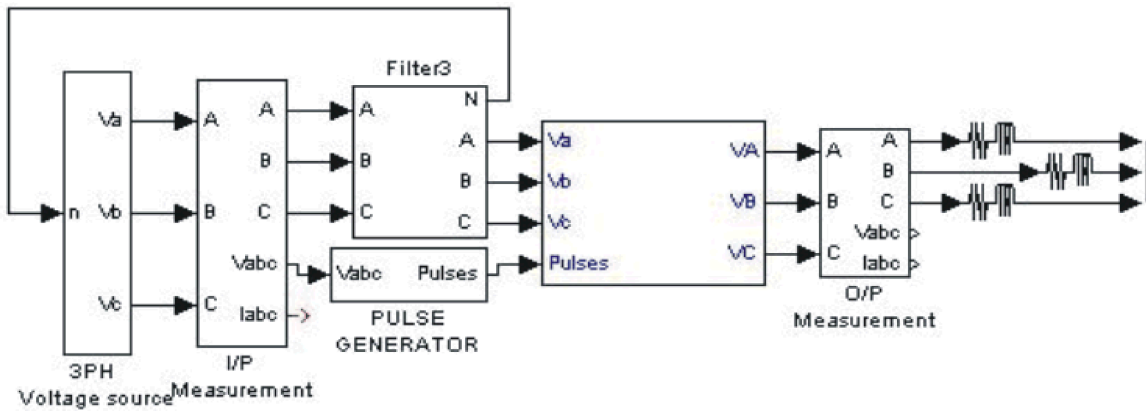 Filter3
N
Va
A
A
A
A
A
Va
VA
A
B
B
B
Vb
B
C
n
Vb
B
C
C
C
Vc
VB
B
Vabc
Vabc
Pulses
Pulses
VC
C
Iabc
Vc
C
Iabc
PULSE
GENERATOR
O/P
Measurement
3PH
Voltage source
I/P
Measurement